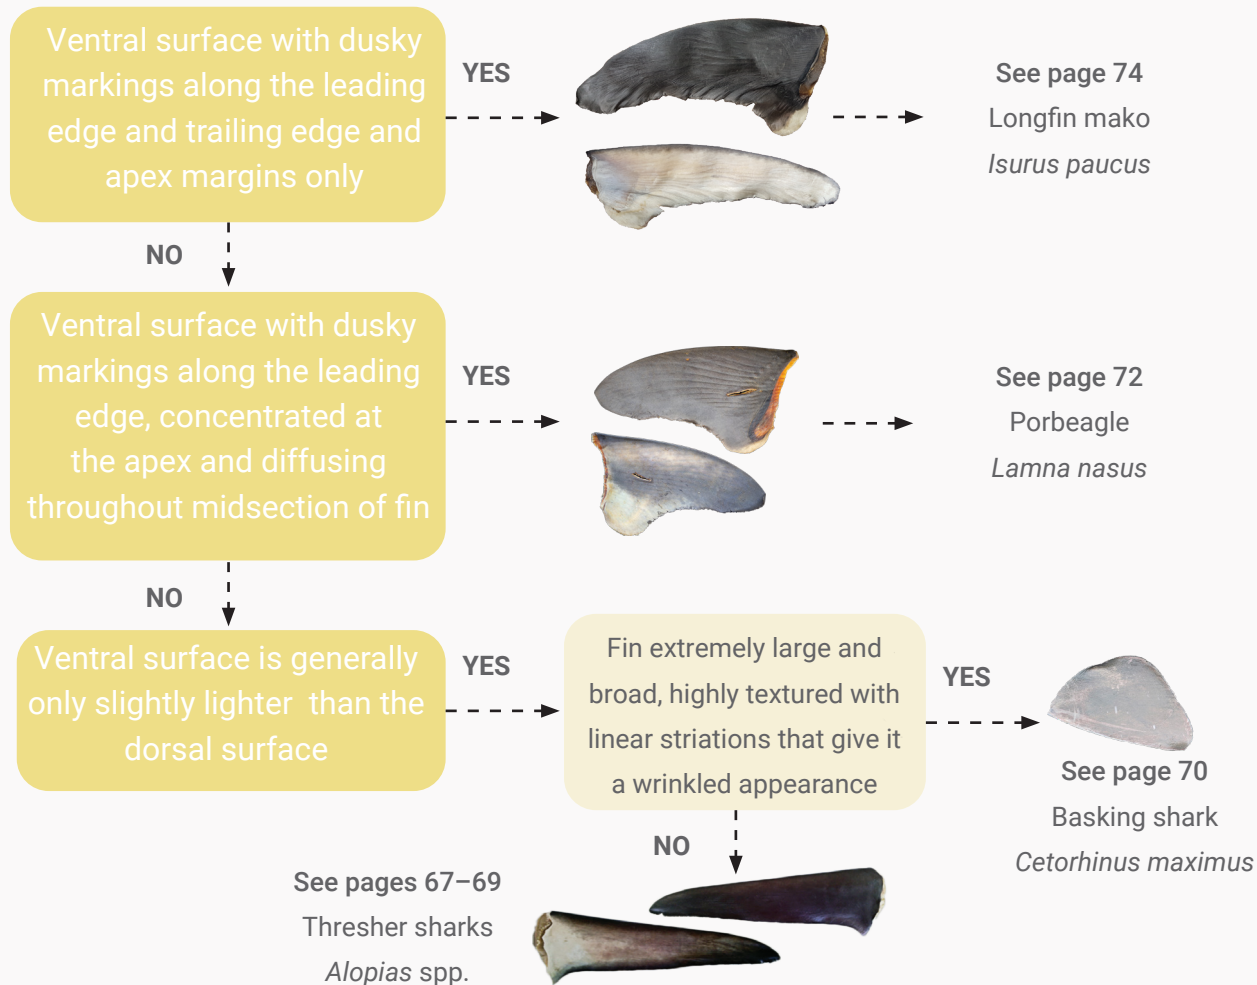 Ventral surface with dusky
markings along the leading
edge and trailing edge and
apex margins only
YES
See page 74
Longfin mako
Isurus paucus
NO
Ventral surface with dusky
markings along the leading
edge, concentrated at
the apex and diffusing
throughout midsection of fin
YES
See page 72
Porbeagle
Lamna nasus
NO
Ventral surface is generally
only slightly lighter than the
dorsal surface
YES
Fin extremely large and
broad, highly textured with
linear striations that give it
a wrinkled appearance
YES
See page 70
Basking shark
Cetorhinus maximus
NO
See pages 67–69
Thresher sharks
Alopias spp.